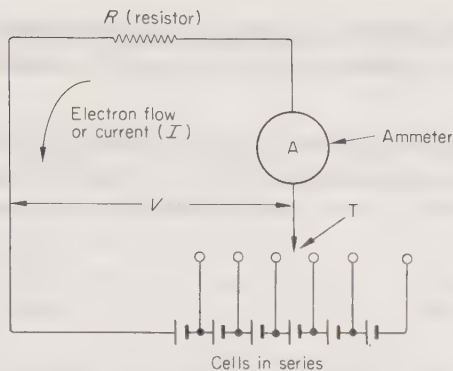 R (resistor)
Electron flow
or current (I)
A
Ammeter
V
T
Cells in series